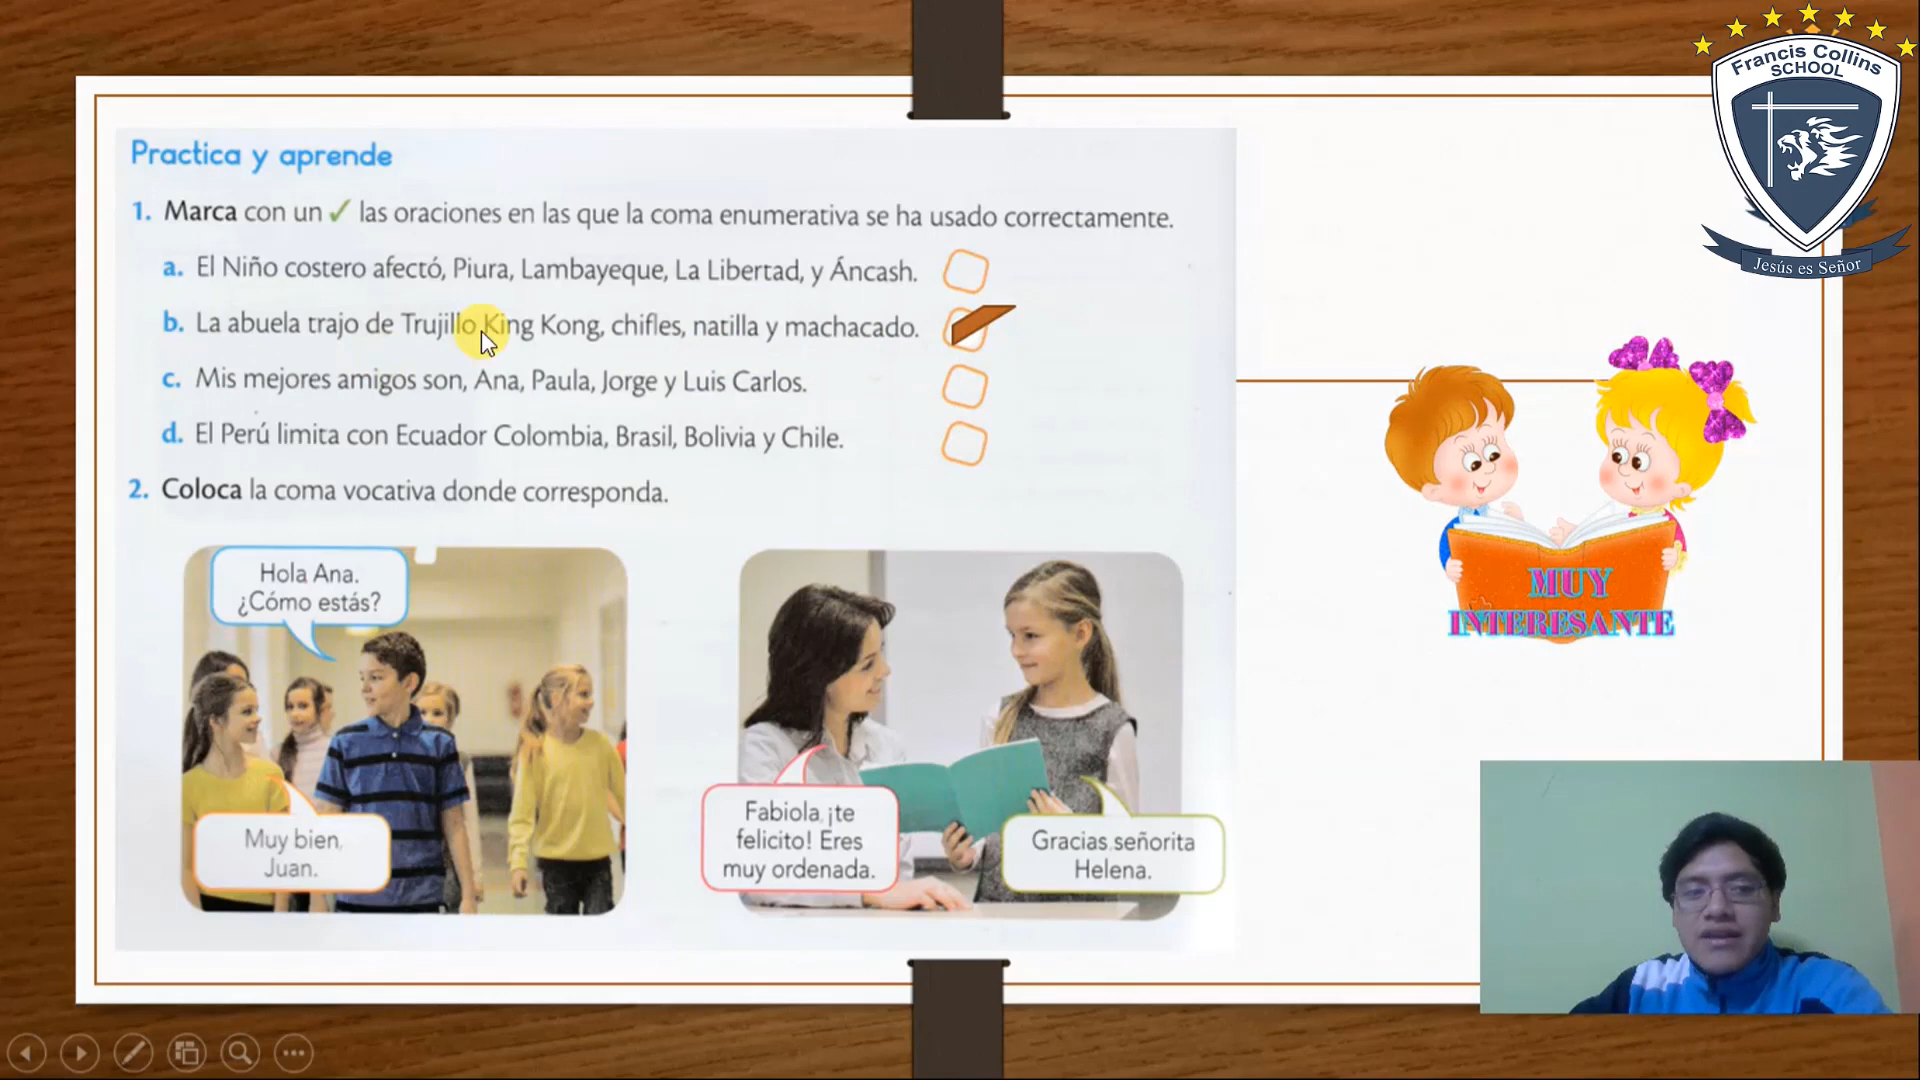 Francis Collins
SCHOOL
Jesús es Señor
Practica y aprende
1. Marca con un ✓ las oraciones en las que la coma enumerativa se ha usado correctamente.
a. El Niño costero afectó, Piura, Lambayeque, La Libertad, y Áncash.
b. La abuela trajo de Trujillo King Kong, chifles, natilla y machacado.
c. Mis mejores amigos son, Ana, Paula, Jorge y Luis Carlos.
d. El Perú limita con Ecuador Colombia, Brasil, Bolivia y Chile.
2. Coloca la coma vocativa donde corresponda.
Hola Ana.
¿Cómo estás?
Muy bien,
Juan.
Fabiola, ¡te
felicito! Eres
muy ordenada.
Gracias, señorita
Helena.
MUY
INTERESANTE